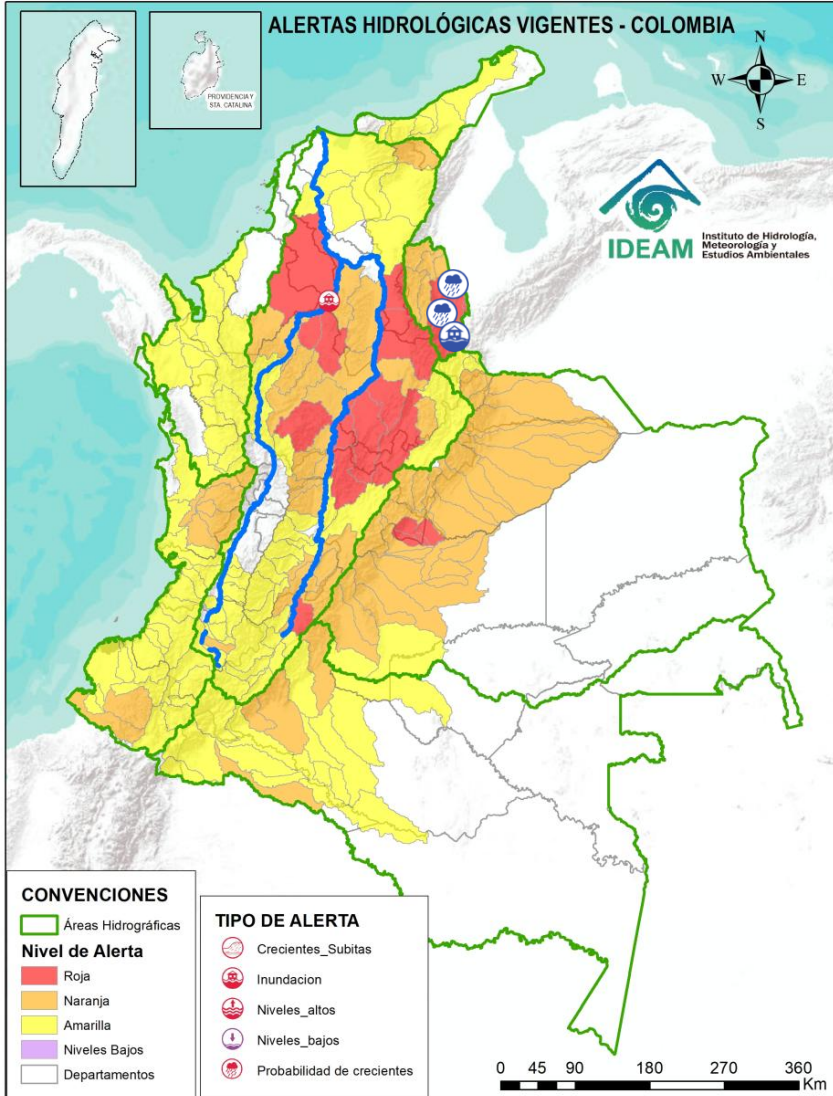 ALERTAS HIDROLÓGICAS VIGENTES - COLOMBIA
PROVIDENCIA Y
STA. CATALINA
N
W
E
S
IDEAM
Instituto de Hidrología,
Meteorología y
Estudios Ambientales
CONVENCIONES
Áreas Hidrográficas
Nivel de Alerta
Roja
Naranja
Amarilla
Niveles Bajos
Departamentos
TIPO DE ALERTA
Crecientes_Subitas
Inundacion
Niveles_altos
Niveles_bajos
Probabilidad de crecientes
0 45 90 180 270 360
Km